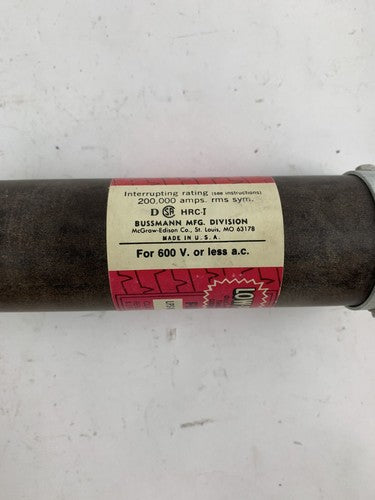 Interrupting rating (see instructions)
200,000 amps. rms sym.
D SA HRC-I
BUSSMANN MFG. DIVISION
McGraw-Edison Co., St. Louis, MO 63178
MADE IN U.S.A.
For 600 V. or less a.c.